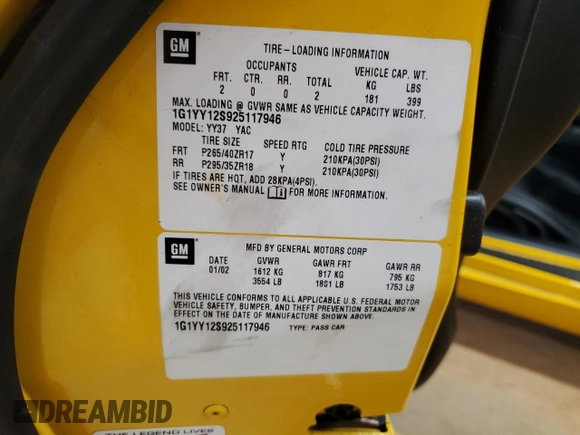 GM
TIRE-LOADING INFORMATION
OCCUPANTS VEHICLE CAP. WT.
FRT. CTR. RR. TOTAL KG LBS
2 0 0 2 181 399
MAX. LOADING @ GVWR SAME AS VEHICLE CAPACITY WEIGHT.
1G1YY12S925117946
MODEL: YY37 YAC
TIRE SIZE SPEED RTG COLD TIRE PRESSURE
FRT P265/40ZR17 Y 210KPA(30PSI)
RR P295/35ZR18 Y 210KPA(30PSI)
IF TIRES ARE HOT, ADD 28KPA(4PSI).
SEE OWNER'S MANUAL FOR MORE INFORMATION.
GM
MFD BY GENERAL MOTORS CORP
DATE GVWR GAWR FRT GAWR RR
01/02 1612 KG 817 KG 795 KG
3554 LB 1801 LB 1753 LB
THIS VEHICLE CONFORMS TO ALL APPLICABLE U.S. FEDERAL MOTOR
VEHICLE SAFETY, BUMPER, AND THEFT PREVENTION STANDARDS IN
EFFECT ON THE DATE OF MANUFACTURE SHOWN ABOVE.
1G1YY12S925117946 TYPE: PASS CAR
DREAMBID
THE LEGEND LIVES